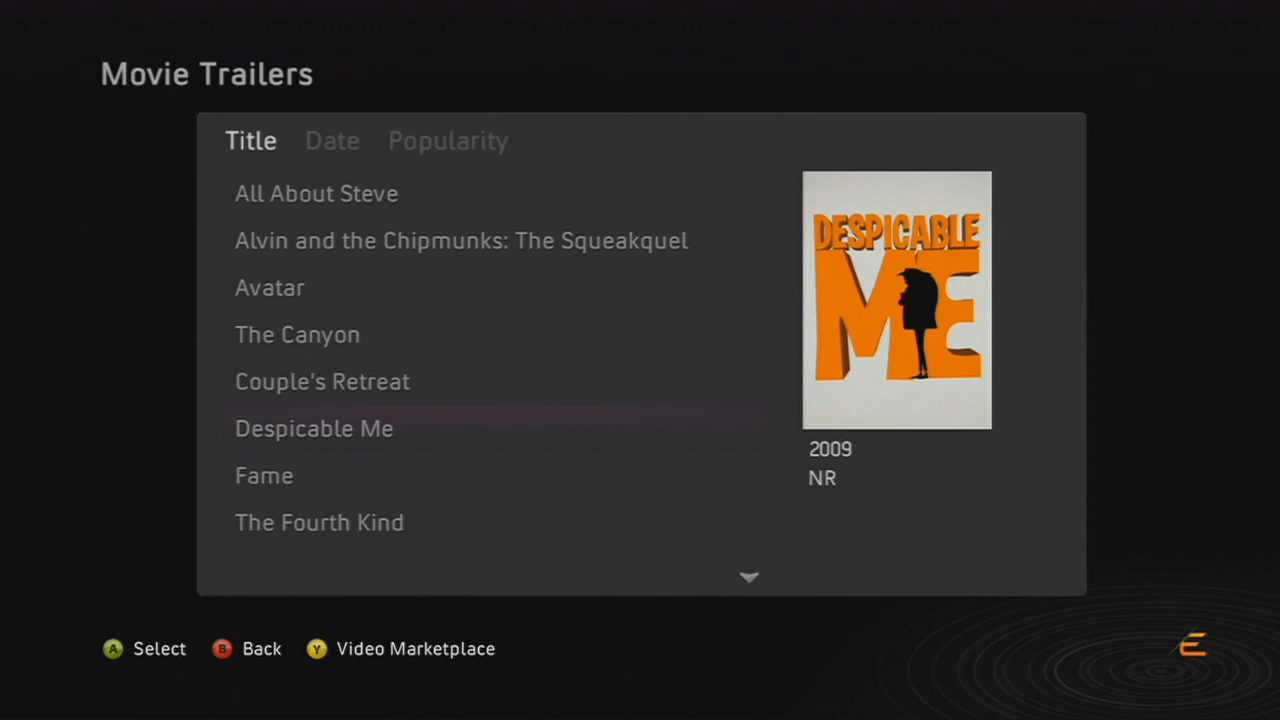 Movie Trailers
Title Date Popularity
All About Steve
Alvin and the Chipmunks: The Squeakquel
Avatar
The Canyon
Couple's Retreat
Despicable Me
Fame
The Fourth Kind
DESPICABLE
ME
2009
NR
A Select B Back Y Video Marketplace
E